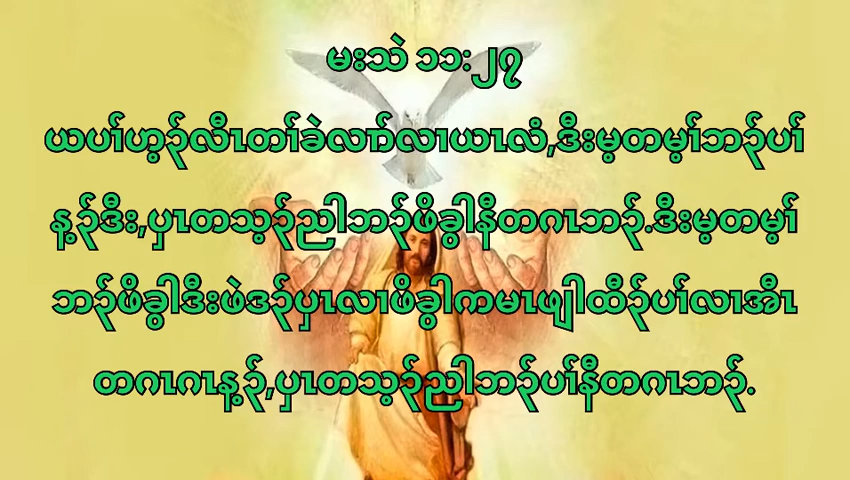 မးသဲ ၁၁:၂၇
ယပၢ်ဟ့ၣ်လီၤတၢ်ခဲလၢာ်လၢယၤလံ,ဒီးမ့တမ့ၢ်ဘၣ်ပၢ်
န့ၣ်ဒီး,ပှၤတသ့ၣ်ညါဘၣ်ဖိခွါနီတဂၤဘၣ်.ဒီးမ့တမ့ၢ်
ဘၣ်ဖိခွါဒီးဖဲဒၣ်ပှၤလၢဖိခွါကမၤဖျါထီၣ်ပၢ်လၢအီၤ
တဂၤဂၤန့ၣ်,ပှၤတသ့ၣ်ညါဘၣ်ပၢ်နီတဂၤဘၣ်.